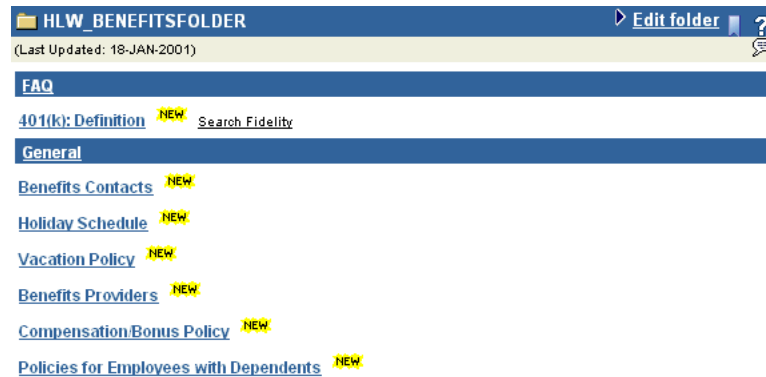 HLW_BENEFITSFOLDER Edit folder ?
(Last Updated: 18-JAN-2001)
FAQ
401(k): Definition NEW Search Fidelity
General
Benefits Contacts NEW
Holiday Schedule NEW
Vacation Policy NEW
Benefits Providers NEW
Compensation/Bonus Policy NEW
Policies for Employees with Dependents NEW